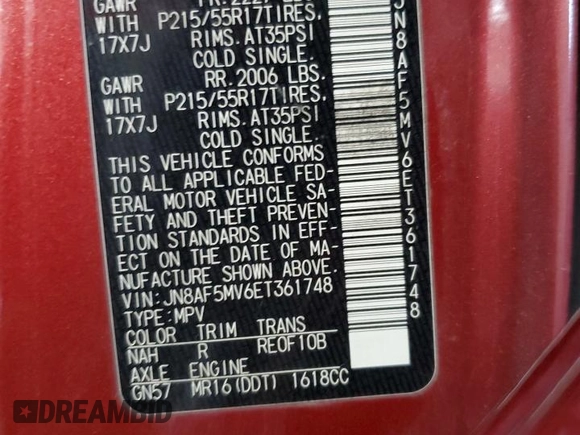 GAWR FR. 2227 LBS.
WITH P215/55R17TIRES,
17X7J RIMS. AT35PSI
COLD SINGLE.
GAWR RR. 2006 LBS.
WITH P215/55R17TIRES,
17X7J RIMS. AT35PSI
COLD SINGLE.
THIS VEHICLE CONFORMS
TO ALL APPLICABLE FED-
ERAL MOTOR VEHICLE SA-
FETY AND THEFT PREVEN-
TION STANDARDS IN EFF-
ECT ON THE DATE OF MA-
NUFACTURE SHOWN ABOVE.
VIN:JN8AF5MV6ET361748
TYPE:MPV
COLOR TRIM TRANS
NAH R RE0F10B
AXLE ENGINE
GN57 MR16(DDT) 1618CC
JN8AF5MV6ET361748
DREAMBID